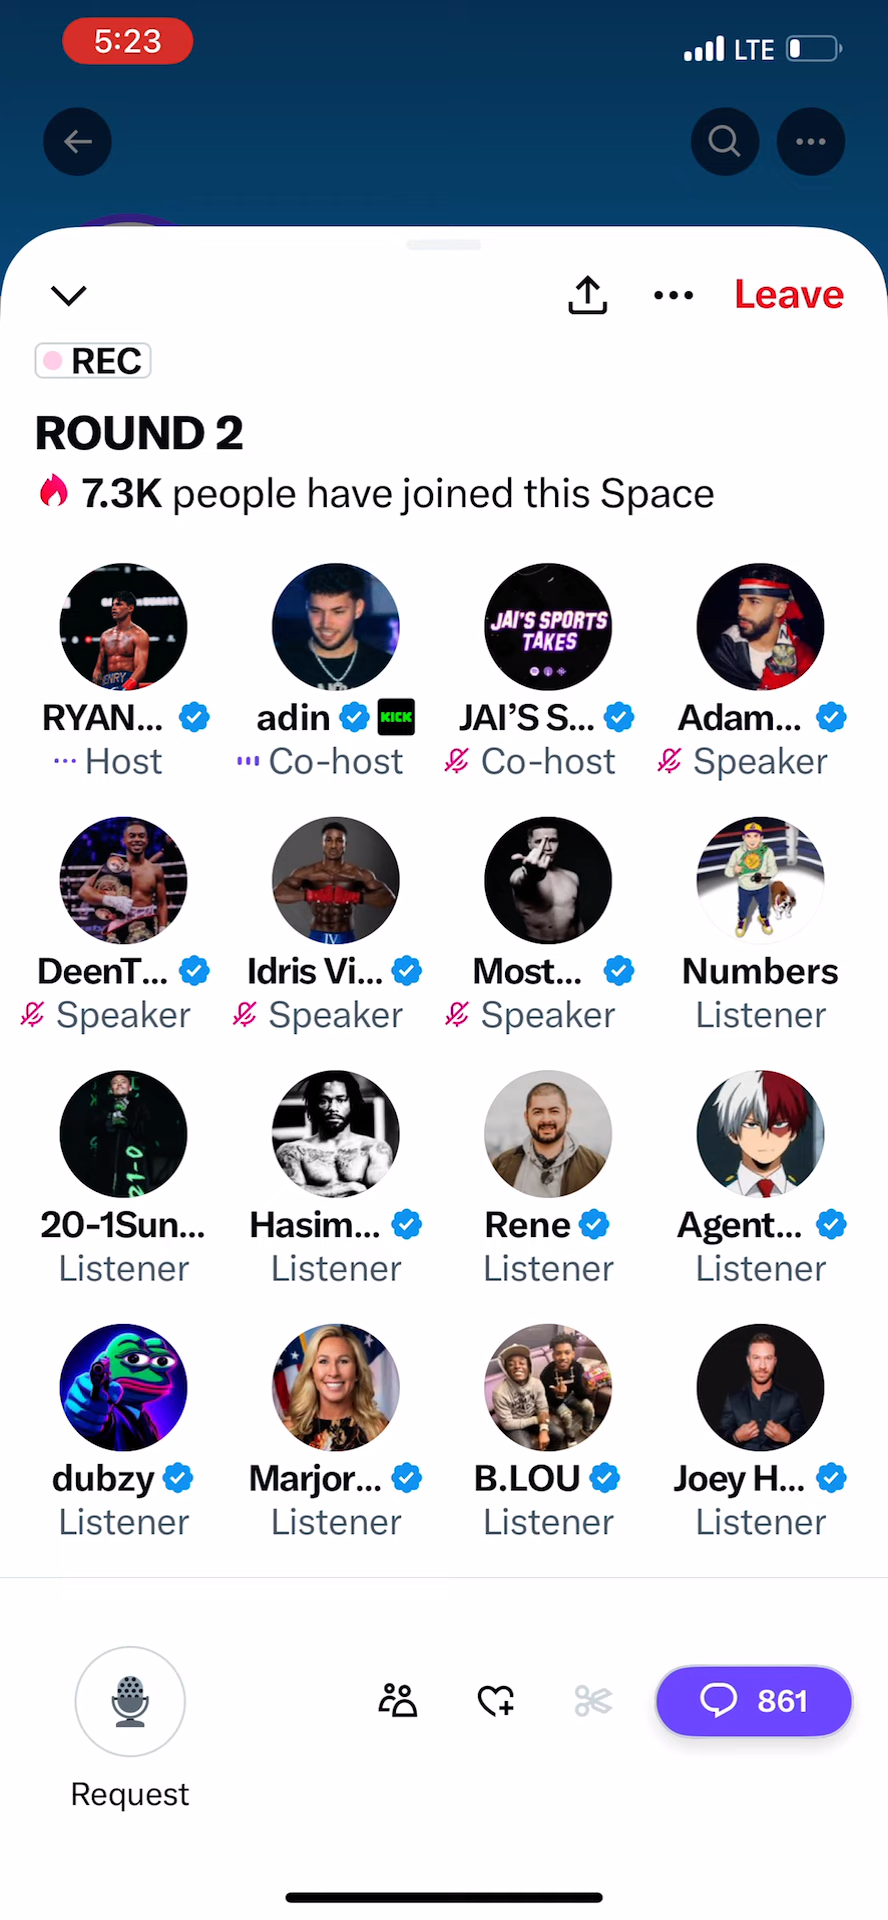 5:23
LTE
Leave
REC
ROUND 2
7.3K people have joined this Space
JAI'S SPORTS
TAKES
RYAN... adin KICK JAI'S S... Adam...
Host Co-host Co-host Speaker
DeenT... Idris Vi... Most... Numbers
Speaker Speaker Speaker Listener
20-1Sun... Hasim... Rene Agent...
Listener Listener Listener Listener
dubzy Marjor... B.LOU Joey H...
Listener Listener Listener Listener
861
Request